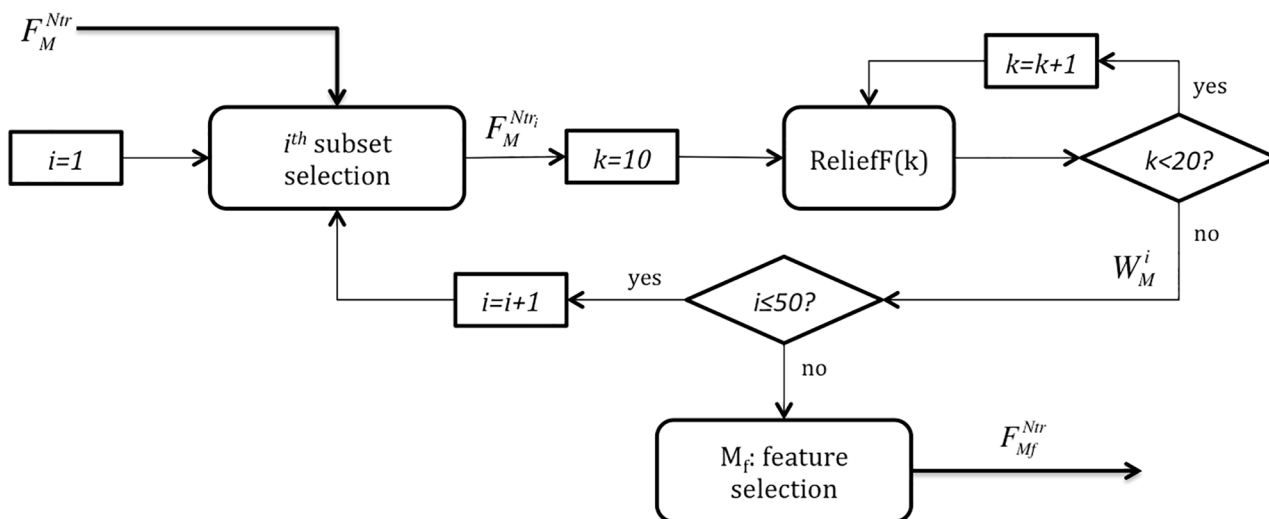 F_M^{Ntr}
k=k+1
yes
i=1
i^{th} subset
selection
F_M^{Ntr_i}
k=10
ReliefF(k)
k<20?
no
W_M^i
i=i+1
yes
i≤50?
no
M_f: feature
selection
F_{Mf}^{Ntr}